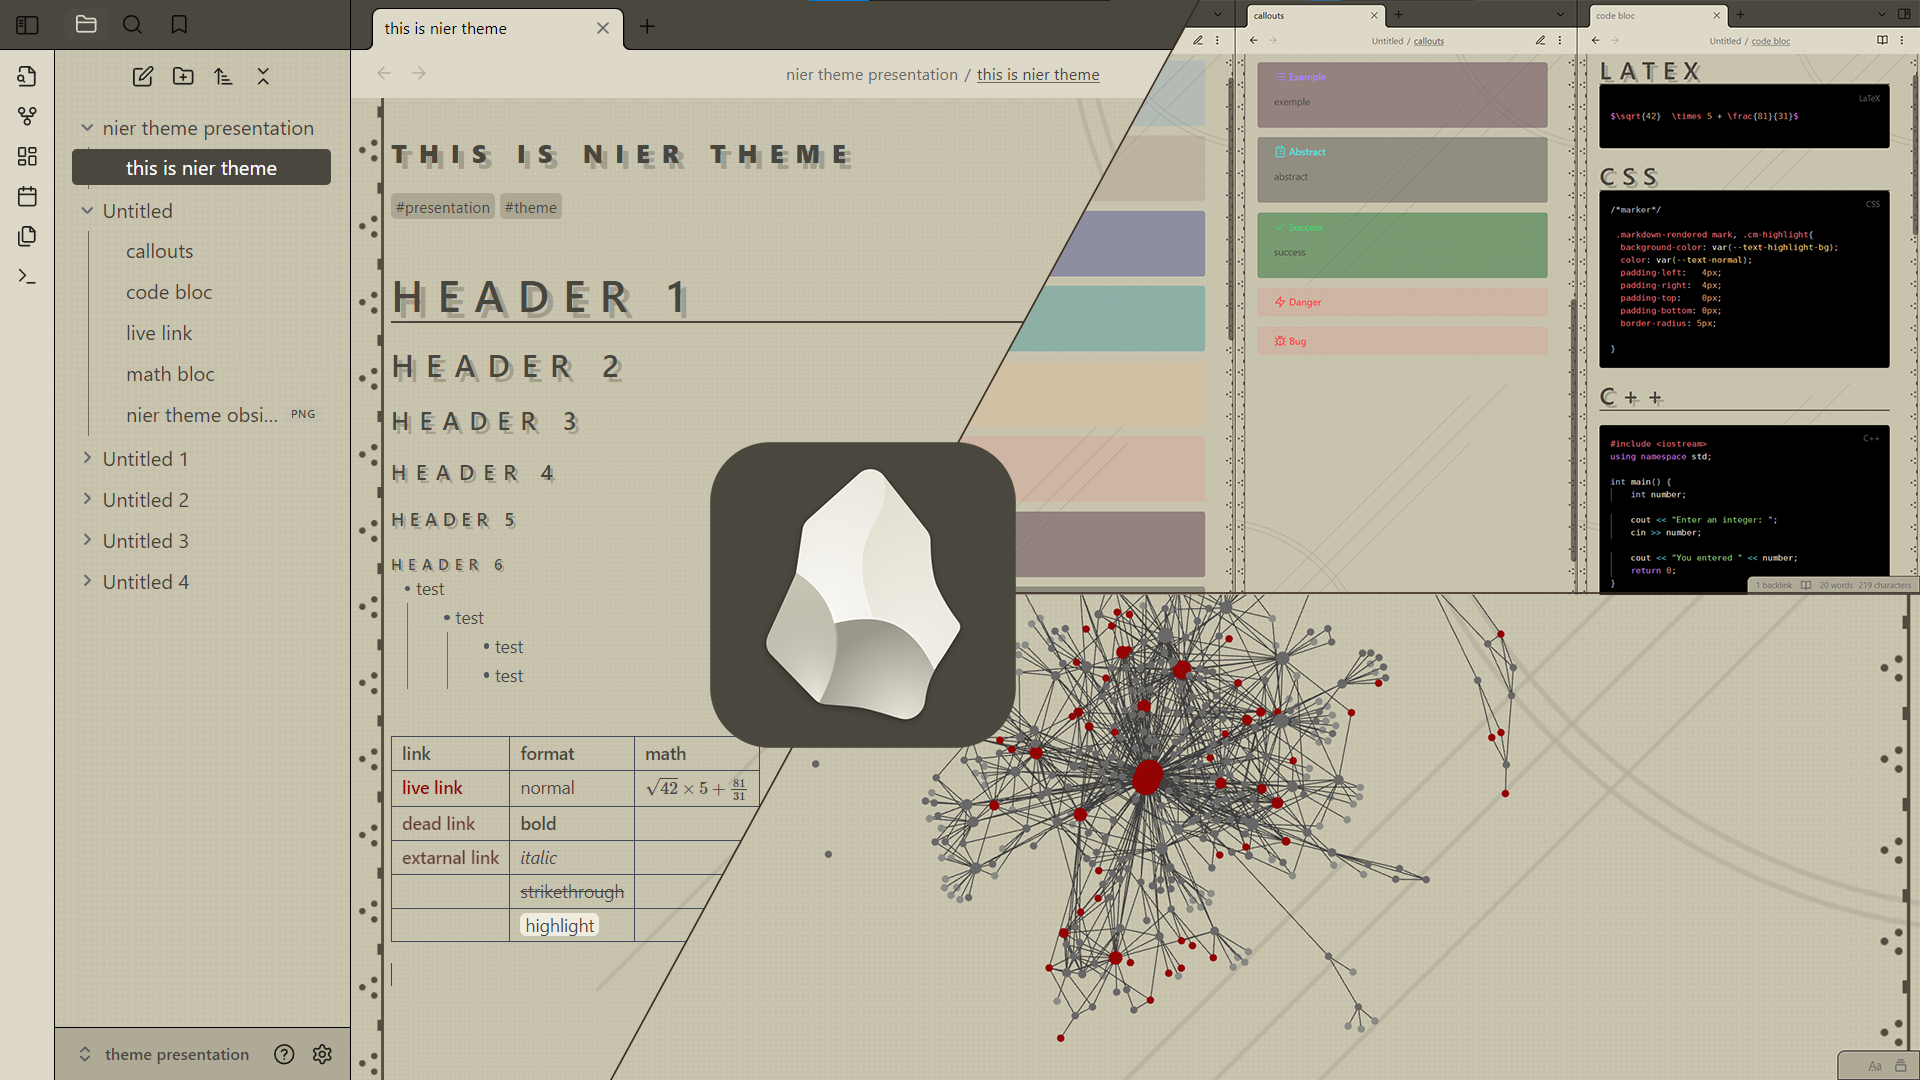 this is nier theme
nier theme presentation / this is nier theme
nier theme presentation
this is nier theme
Untitled
callouts
code bloc
live link
math bloc
nier theme obsi... PNG
Untitled 1
Untitled 2
Untitled 3
Untitled 4
theme presentation
THIS IS NIER THEME
#presentation #theme
HEADER 1
HEADER 2
HEADER 3
HEADER 4
HEADER 5
HEADER 6
• test
• test
• test
• test
link format math
live link normal √42 × 5 + 81/31
dead link bold
extarnal link italic
strikethrough
highlight
callouts
Untitled / callouts
Example
exemple
Abstract
abstract
Success
success
Danger
Bug
code bloc
Untitled / code bloc
LATEX
LaTeX
$\sqrt{42}  \times 5 + \frac{81}{31}$
CSS
CSS
/*marker*/
.markdown-rendered mark, .cm-highlight{
background-color: var(--text-highlight-bg);
color: var(--text-normal);
padding-left:   4px;
padding-right:  4px;
padding-top:    0px;
padding-bottom: 0px;
border-radius: 5px;
}
C++
C++
#include <iostream>
using namespace std;
int main() {
int number;
cout << "Enter an integer: ";
cin >> number;
cout << "You entered " << number;
return 0;
}
1 backlink 20 words 219 characters
Aa